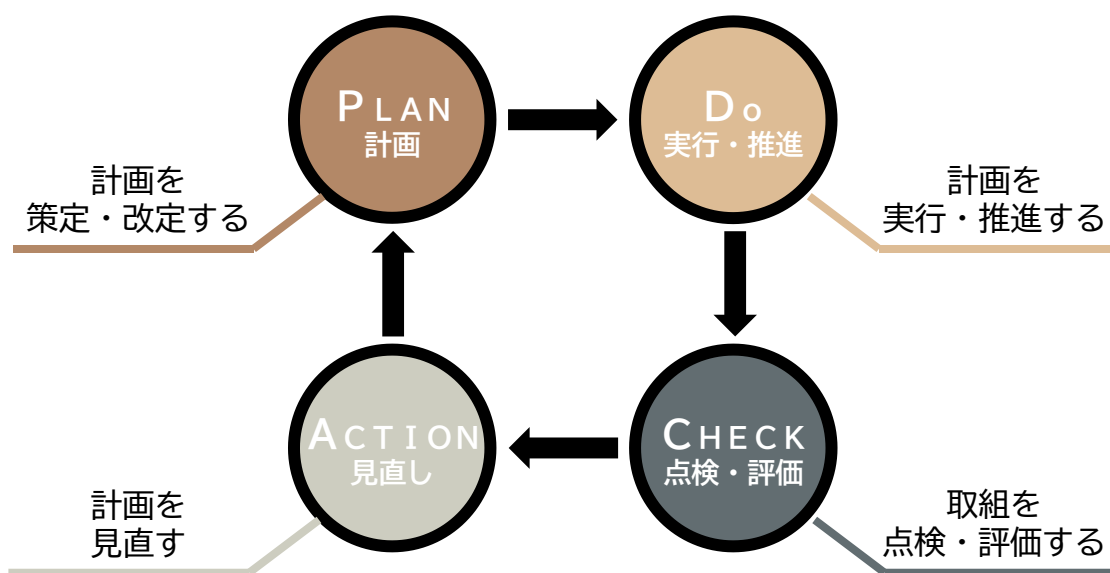 PLAN
計画
Do
実行・推進
計画を
策定・改定する
計画を
実行・推進する
ACTION
見直し
CHECK
点検・評価
計画を
見直す
取組を
点検・評価する